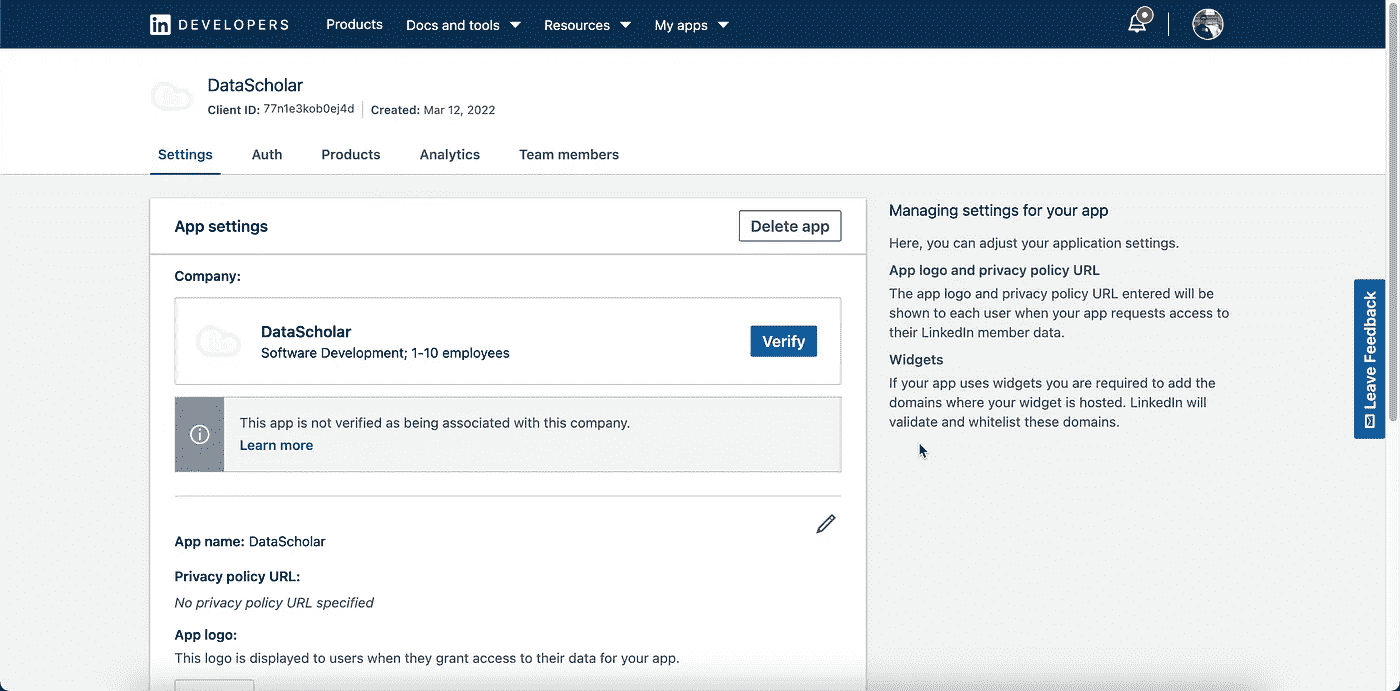 in DEVELOPERS Products Docs and tools Resources My apps
DataScholar
Client ID: 77n1e3kob0ej4d Created: Mar 12, 2022
Settings Auth Products Analytics Team members
App settings Delete app
Company:
DataScholar
Software Development; 1-10 employees
Verify
This app is not verified as being associated with this company.
Learn more
App name: DataScholar
Privacy policy URL:
No privacy policy URL specified
App logo:
This logo is displayed to users when they grant access to their data for your app.
Managing settings for your app
Here, you can adjust your application settings.
App logo and privacy policy URL
The app logo and privacy policy URL entered will be
shown to each user when your app requests access to
their LinkedIn member data.
Widgets
If your app uses widgets you are required to add the
domains where your widget is hosted. LinkedIn will
validate and whitelist these domains.
Leave Feedback